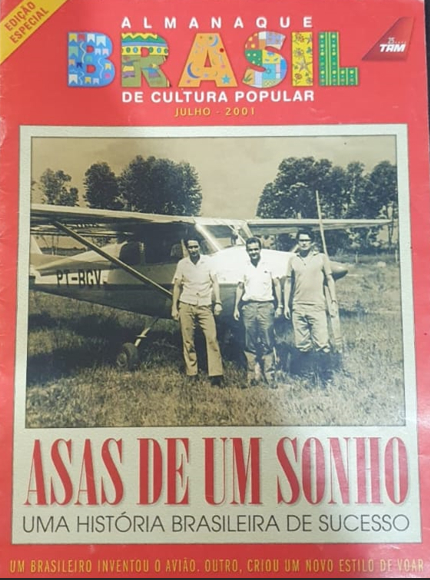 EDIÇÃO
ESPECIAL
ALMANAQUE
BRASIL
DE CULTURA POPULAR
JULHO - 2001
25
TAM
PT-BGV
ASAS DE UM SONHO
UMA HISTÓRIA BRASILEIRA DE SUCESSO
UM BRASILEIRO INVENTOU O AVIÃO. OUTRO, CRIOU UM NOVO ESTILO DE VOAR